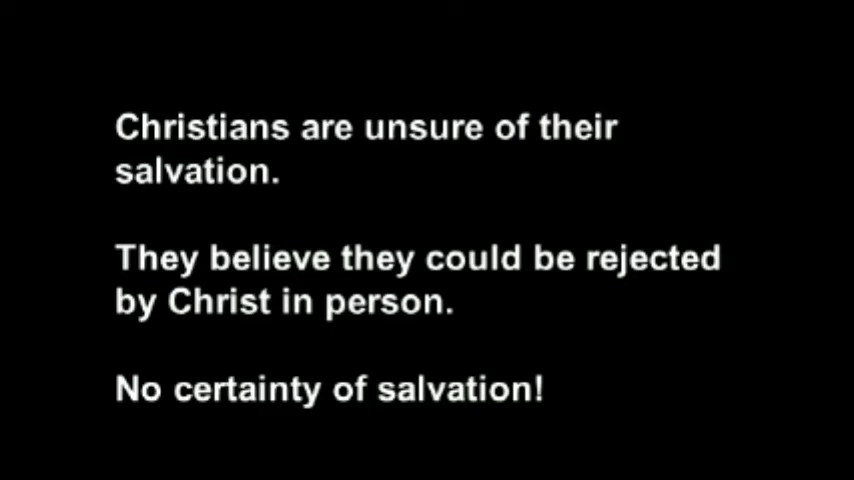 Christians are unsure of their
salvation.
They believe they could be rejected
by Christ in person.
No certainty of salvation!